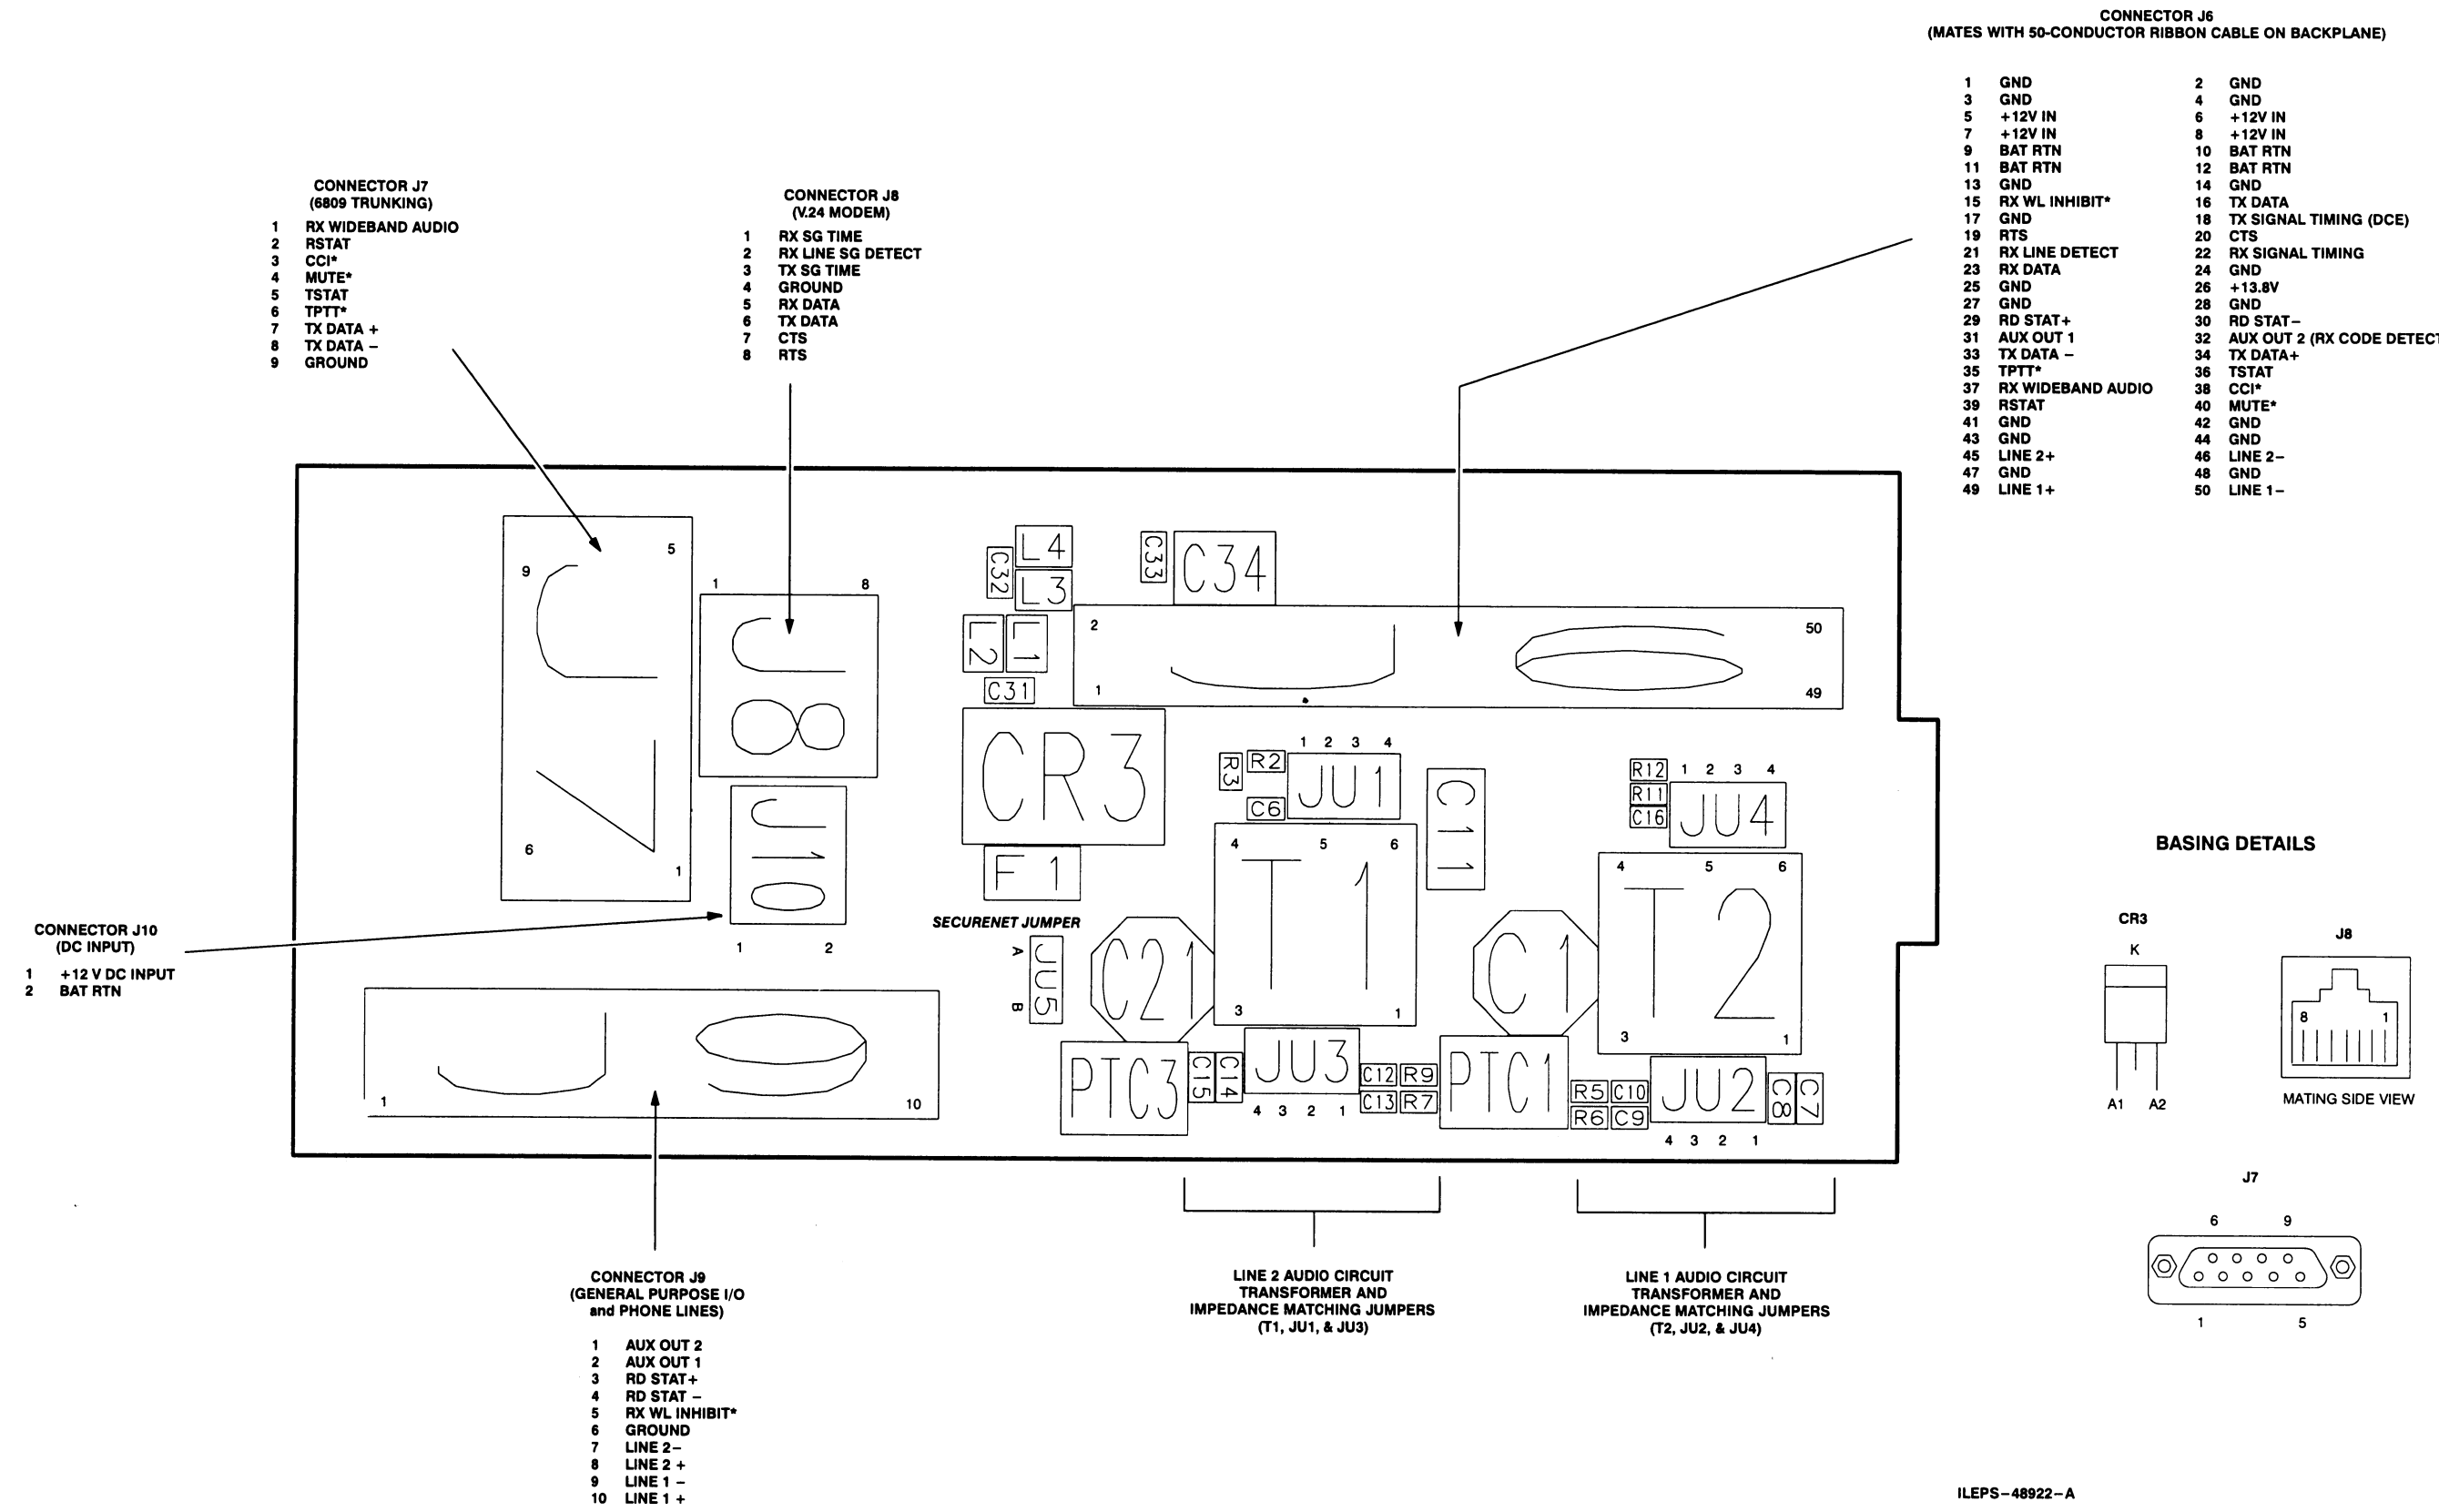 CONNECTOR J6
(MATES WITH 50-CONDUCTOR RIBBON CABLE ON BACKPLANE)
1 GND 2 GND
3 GND 4 GND
5 +12V IN 6 +12V IN
7 +12V IN 8 +12V IN
9 BAT RTN 10 BAT RTN
11 BAT RTN 12 BAT RTN
13 GND 14 GND
15 RX WL INHIBIT* 16 TX DATA
17 GND 18 TX SIGNAL TIMING (DCE)
19 RTS 20 CTS
21 RX LINE DETECT 22 RX SIGNAL TIMING
23 RX DATA 24 GND
25 GND 26 +13.8V
27 GND 28 GND
29 RD STAT+ 30 RD STAT−
31 AUX OUT 1 32 AUX OUT 2 (RX CODE DETECT
33 TX DATA − 34 TX DATA+
35 TPTT* 36 TSTAT
37 RX WIDEBAND AUDIO 38 CCI*
39 RSTAT 40 MUTE*
41 GND 42 GND
43 GND 44 GND
45 LINE 2+ 46 LINE 2−
47 GND 48 GND
49 LINE 1+ 50 LINE 1−
CONNECTOR J7
(6809 TRUNKING)
1 RX WIDEBAND AUDIO
2 RSTAT
3 CCI*
4 MUTE*
5 TSTAT
6 TPTT*
7 TX DATA +
8 TX DATA −
9 GROUND
CONNECTOR J8
(V.24 MODEM)
1 RX SG TIME
2 RX LINE SG DETECT
3 TX SG TIME
4 GROUND
5 RX DATA
6 TX DATA
7 CTS
8 RTS
9 5
J7
6 1
1 8
J8
J10
1 2
C32
L4
L3
C33
C34
L2
L1
C31
2 50
J6
1 49
CR3
F1
SECURENET JUMPER
A
JU5
B
R3
R2
C6
1 2 3 4
JU1
C11
4 5 6
T1
3 1
C21
PTC3
C15
C14
JU3
4 3 2 1
C12
R9
C13
R7
R12
R11
C16
1 2 3 4
JU4
4 5 6
T2
3 1
C1
PTC1
R5
C10
R6
C9
JU2
4 3 2 1
C8
C7
J9
1 10
CONNECTOR J10
(DC INPUT)
1 +12 V DC INPUT
2 BAT RTN
BASING DETAILS
CR3
K
A1 A2
J8
8 1
MATING SIDE VIEW
J7
6 9
1 5
CONNECTOR J9
(GENERAL PURPOSE I/O
and PHONE LINES)
1 AUX OUT 2
2 AUX OUT 1
3 RD STAT+
4 RD STAT −
5 RX WL INHIBIT*
6 GROUND
7 LINE 2−
8 LINE 2 +
9 LINE 1 −
10 LINE 1 +
LINE 2 AUDIO CIRCUIT
TRANSFORMER AND
IMPEDANCE MATCHING JUMPERS
(T1, JU1, & JU3)
LINE 1 AUDIO CIRCUIT
TRANSFORMER AND
IMPEDANCE MATCHING JUMPERS
(T2, JU2, & JU4)
ILEPS−48922−A